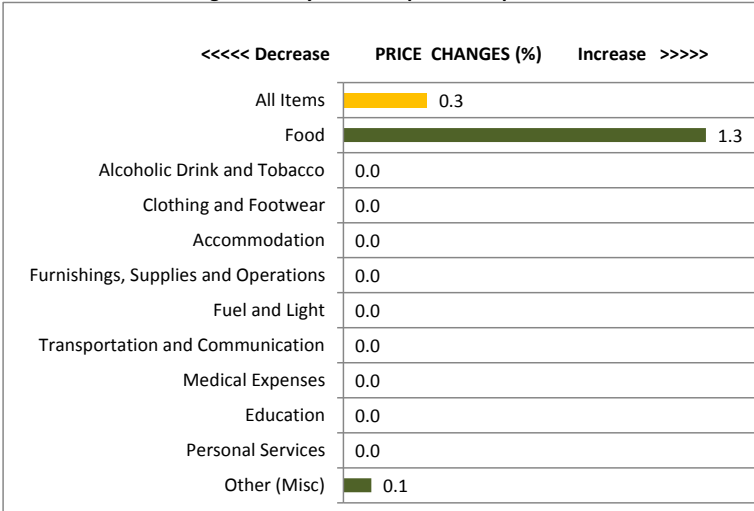 <<<<< Decrease PRICE CHANGES (%) Increase >>>>>
All Items 0.3
Food 1.3
Alcoholic Drink and Tobacco 0.0
Clothing and Footwear 0.0
Accommodation 0.0
Furnishings, Supplies and Operations 0.0
Fuel and Light 0.0
Transportation and Communication 0.0
Medical Expenses 0.0
Education 0.0
Personal Services 0.0
Other (Misc) 0.1